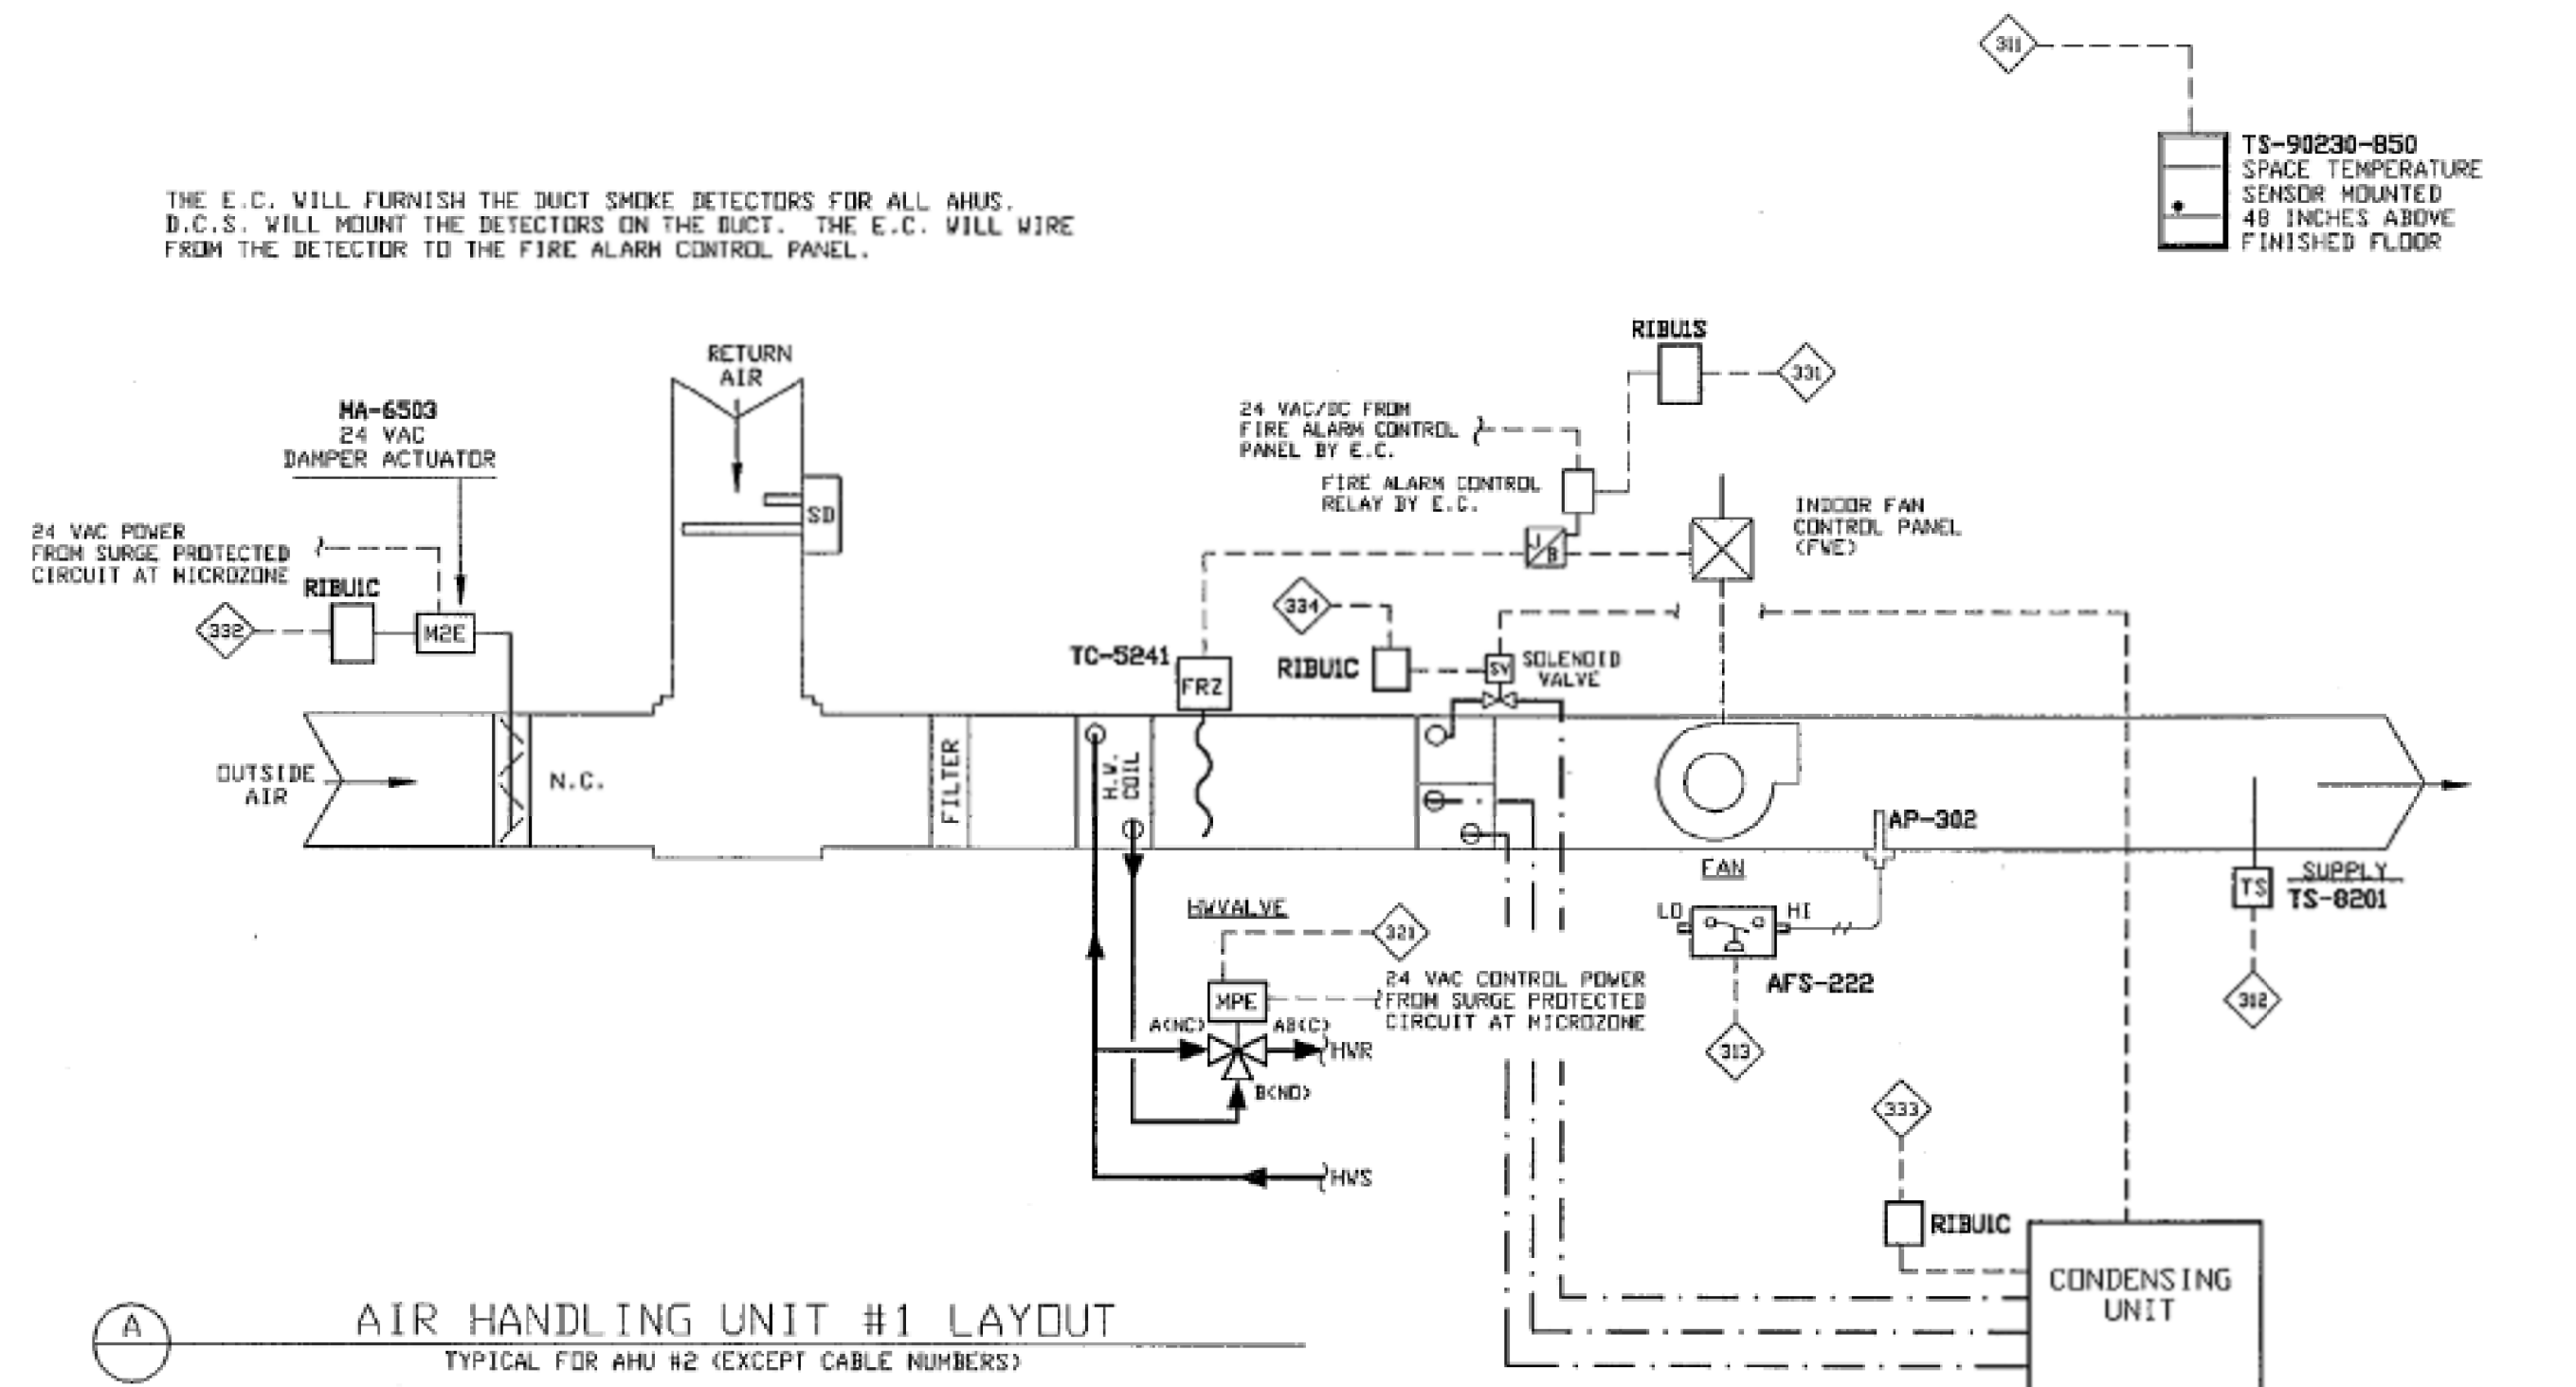 311
TS-90230-850
SPACE TEMPERATURE
SENSOR MOUNTED
48 INCHES ABOVE
FINISHED FLOOR
THE E.C. WILL FURNISH THE DUCT SMOKE DETECTORS FOR ALL AHUS.
D.C.S. WILL MOUNT THE DETECTORS ON THE DUCT. THE E.C. WILL WIRE
FROM THE DETECTOR TO THE FIRE ALARM CONTROL PANEL.
RETURN
AIR
SD
MA-6503
24 VAC
DAMPER ACTUATOR
24 VAC POWER
FROM SURGE PROTECTED
CIRCUIT AT MICROZONE
RIBU1C
332
M2E
RIBU1S
331
24 VAC/DC FROM
FIRE ALARM CONTROL
PANEL BY E.C.
FIRE ALARM CONTROL
RELAY BY E.C.
J/B
INDOOR FAN
CONTROL PANEL
(FWE)
334
RIBU1C
SV
SOLENOID
VALVE
TC-5241
FRZ
OUTSIDE
AIR
N.C.
FILTER
H.W.
COIL
FAN
AP-302
LO
HI
AFS-222
313
SUPPLY
TS-8201
TS
312
HWVALVE
321
MPE
24 VAC CONTROL POWER
FROM SURGE PROTECTED
CIRCUIT AT MICROZONE
A(NC)
AB(C)
HWR
B(NO)
HWS
333
RIBU1C
CONDENSING
UNIT
A
AIR HANDLING UNIT #1 LAYOUT
TYPICAL FOR AHU #2 (EXCEPT CABLE NUMBERS)